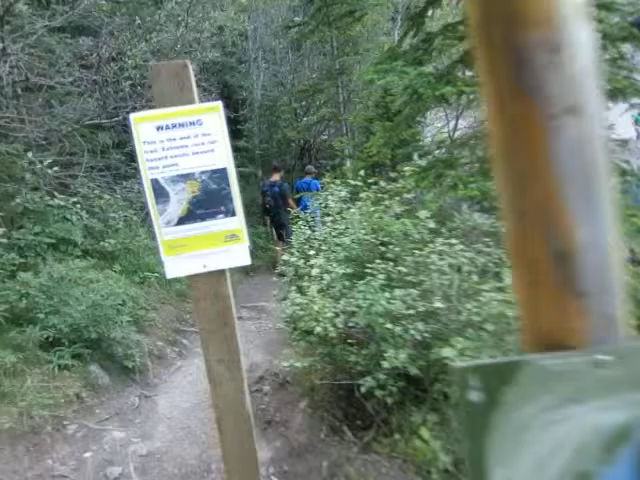 WARNING
This is the end of the
trail. Extreme rock fall
hazard exists beyond
this point.